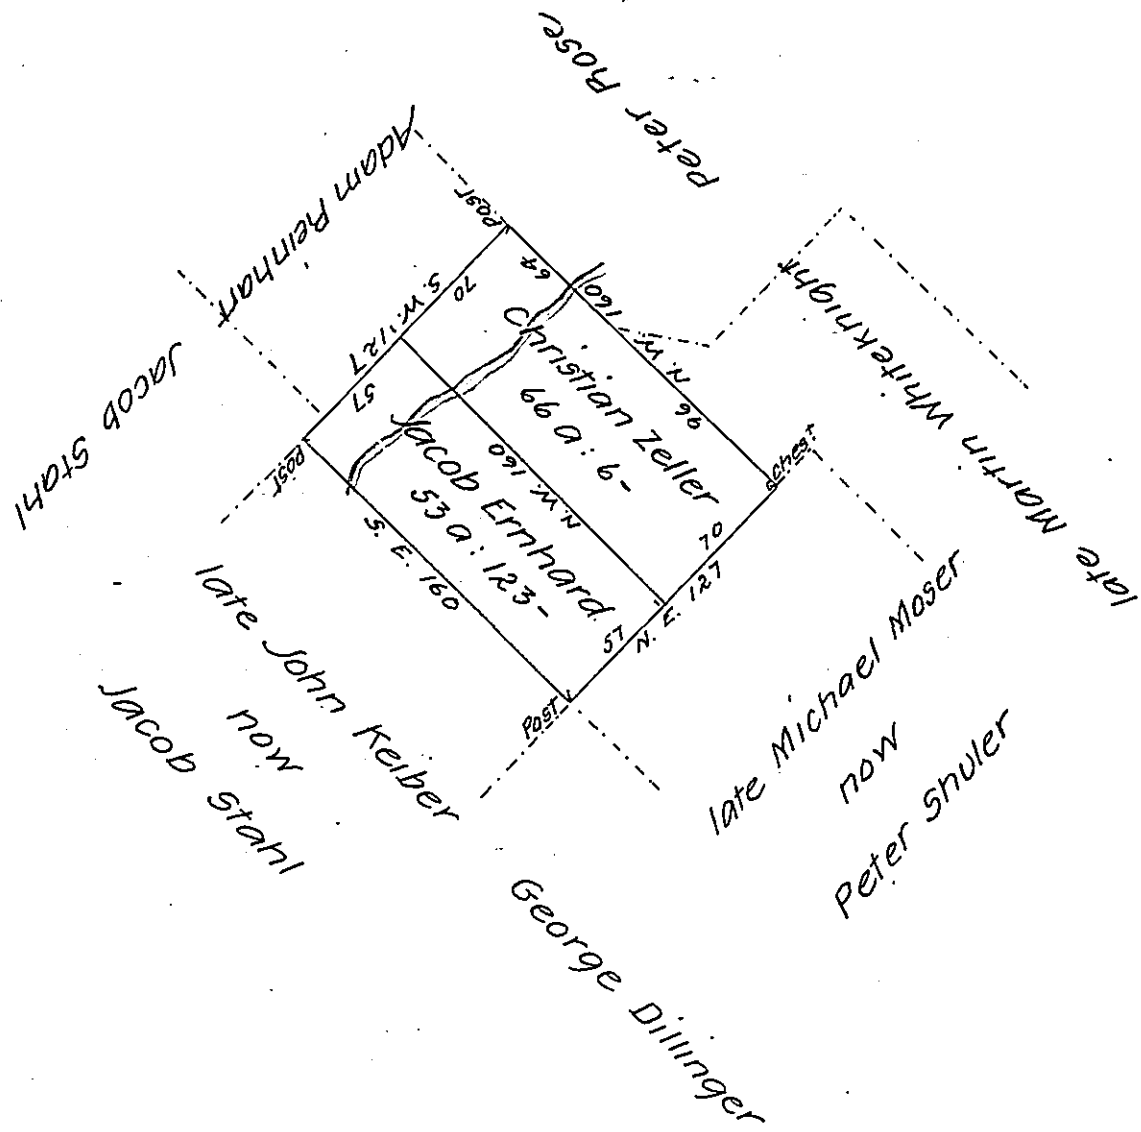 Peter Rose
Adam Reinhart
Jacob Stahl
late Martin Whiteknight
Post
64
160
N. W.
96
Chest
S. W. 127
70
57
Christian Zeller
66 a: 6-
Jacob Ernhard
53 a: 123-
N. W. 160
Post
S. E. 160
70
57
N. E. 127
Post
late John Keiber
now
Jacob Stahl
late Michael Moser
now
Peter Shuler
George Dillinger